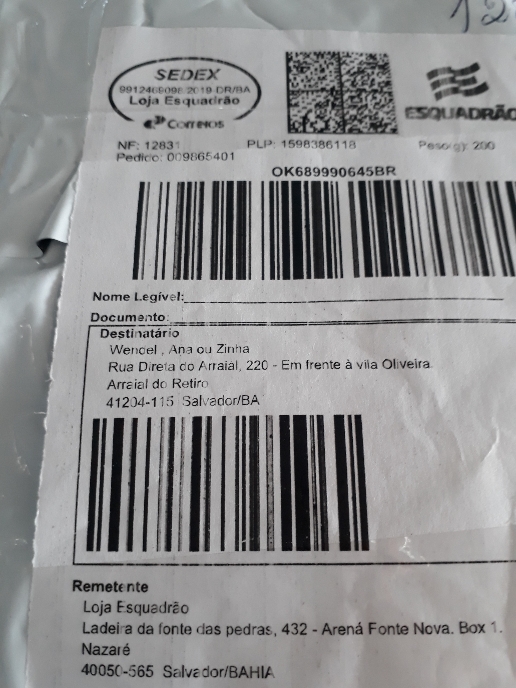 SEDEX
9912469098/2019-DR/BA
Loja Esquadrão
CORREIOS
ESQUADRÃO
NF: 12831 PLP: 1598386118 Peso(g): 200
Pedido: 009865401
OK689990645BR
Nome Legível:
Documento:
Destinatário
Wendel , Ana ou Zinha
Rua Direta do Arraial, 220 - Em frente à vila Oliveira.
Arraial do Retiro
41204-115 Salvador/BA
Remetente
Loja Esquadrão
Ladeira da fonte das pedras, 432 - Arená Fonte Nova. Box 1.
Nazaré
40050-565 Salvador/BAHIA